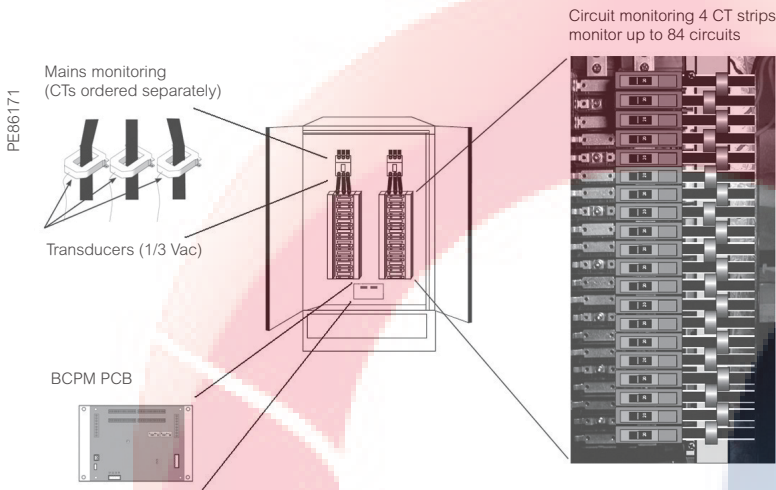 Circuit monitoring 4 CT strips
monitor up to 84 circuits
Mains monitoring
(CTs ordered separately)
PE86171
Transducers (1/3 Vac)
BCPM PCB